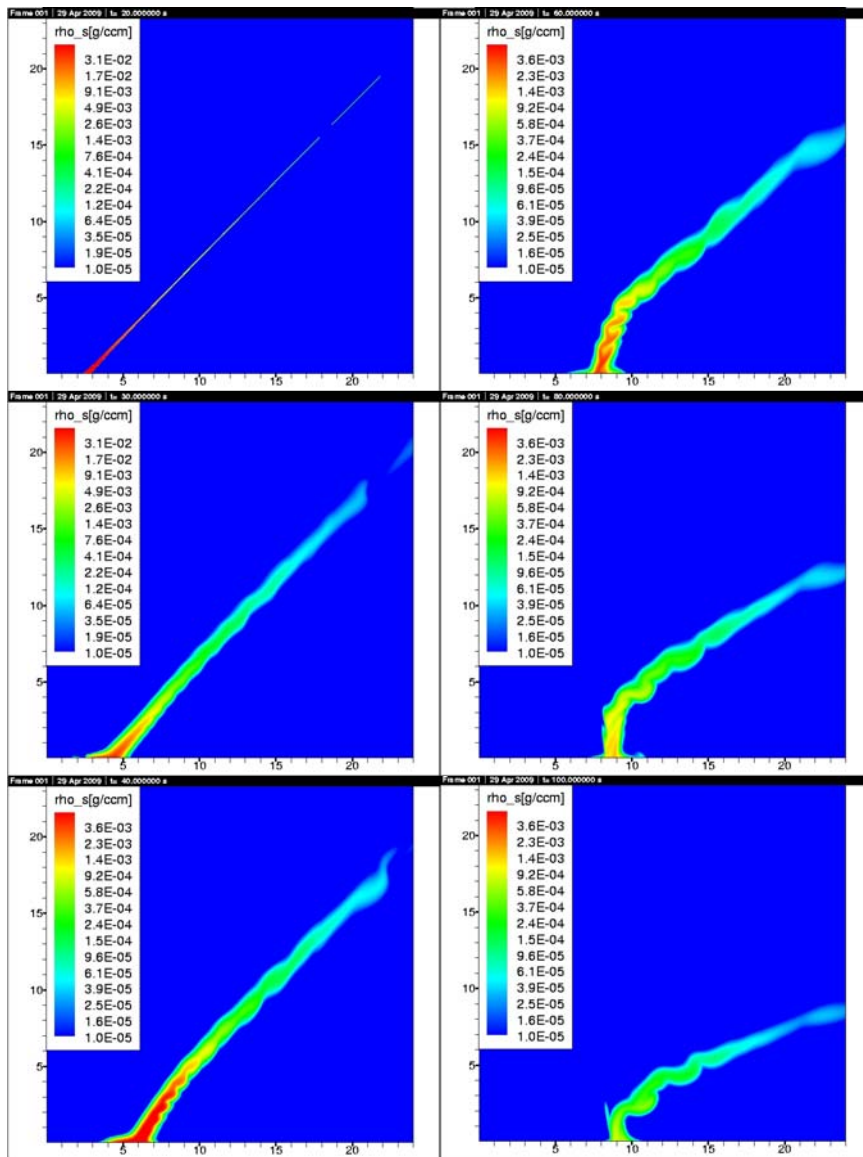 Frame 001 | 29 Apr 2009 | t= 20.000000 s
rho_s[g/ccm]
3.1E-02
1.7E-02
9.1E-03
4.9E-03
2.6E-03
1.4E-03
7.6E-04
4.1E-04
2.2E-04
1.2E-04
6.4E-05
3.5E-05
1.9E-05
1.0E-05
20
15
10
5
5 10 15 20
Frame 001 | 29 Apr 2009 | t= 60.000000 s
rho_s[g/ccm]
3.6E-03
2.3E-03
1.4E-03
9.2E-04
5.8E-04
3.7E-04
2.4E-04
1.5E-04
9.6E-05
6.1E-05
3.9E-05
2.5E-05
1.6E-05
1.0E-05
20
15
10
5
5 10 15 20
Frame 001 | 29 Apr 2009 | t= 30.000000 s
rho_s[g/ccm]
3.1E-02
1.7E-02
9.1E-03
4.9E-03
2.6E-03
1.4E-03
7.6E-04
4.1E-04
2.2E-04
1.2E-04
6.4E-05
3.5E-05
1.9E-05
1.0E-05
20
15
10
5
5 10 15 20
Frame 001 | 29 Apr 2009 | t= 80.000000 s
rho_s[g/ccm]
3.6E-03
2.3E-03
1.4E-03
9.2E-04
5.8E-04
3.7E-04
2.4E-04
1.5E-04
9.6E-05
6.1E-05
3.9E-05
2.5E-05
1.6E-05
1.0E-05
20
15
10
5
5 10 15 20
Frame 001 | 29 Apr 2009 | t= 40.000000 s
rho_s[g/ccm]
3.6E-03
2.3E-03
1.4E-03
9.2E-04
5.8E-04
3.7E-04
2.4E-04
1.5E-04
9.6E-05
6.1E-05
3.9E-05
2.5E-05
1.6E-05
1.0E-05
20
15
10
5
5 10 15 20
Frame 001 | 29 Apr 2009 | t= 100.000000 s
rho_s[g/ccm]
3.6E-03
2.3E-03
1.4E-03
9.2E-04
5.8E-04
3.7E-04
2.4E-04
1.5E-04
9.6E-05
6.1E-05
3.9E-05
2.5E-05
1.6E-05
1.0E-05
20
15
10
5
5 10 15 20